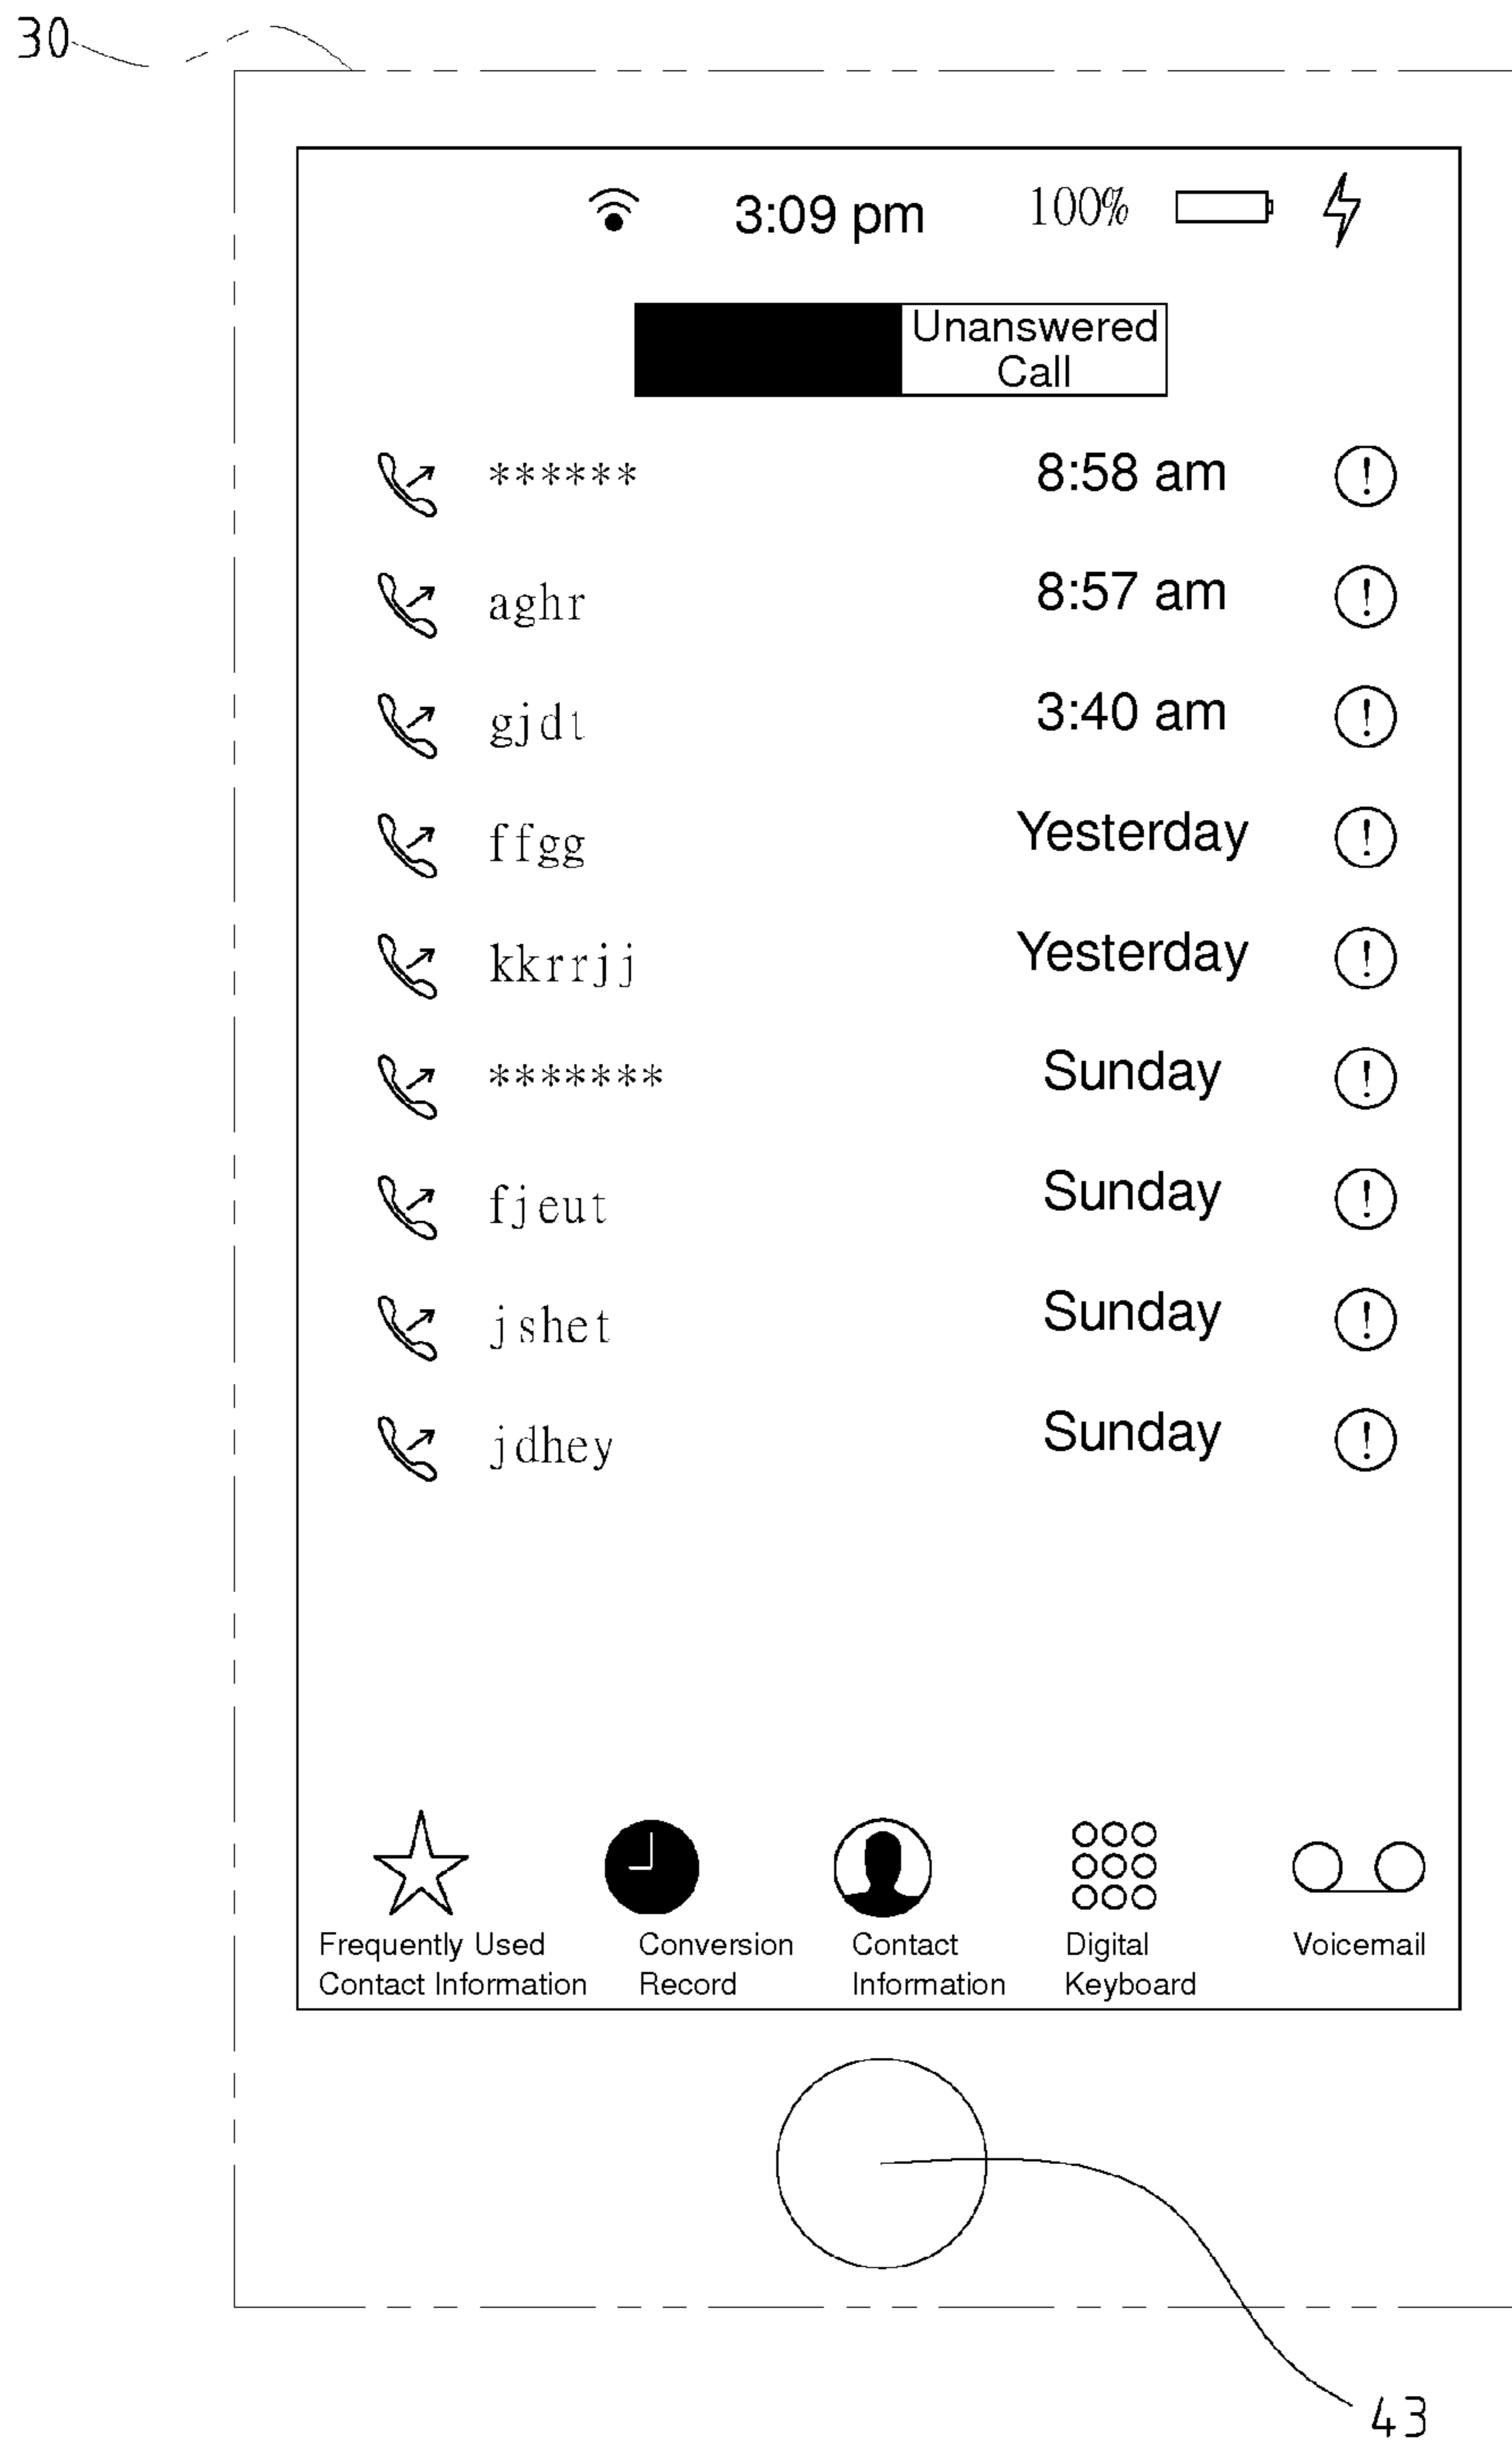 30
3:09 pm 100%
Unanswered
Call
****** 8:58 am !
aghr 8:57 am !
gjdt 3:40 am !
ffgg Yesterday !
kkrrjj Yesterday !
******* Sunday !
fjeut Sunday !
jshet Sunday !
jdhey Sunday !
Frequently Used Conversion Contact Digital Voicemail
Contact Information Record Information Keyboard
43